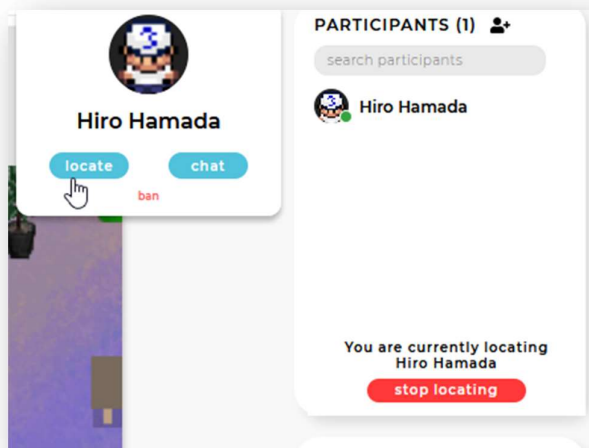 Hiro Hamada
locate
chat
ban
PARTICIPANTS (1)
search participants
Hiro Hamada
You are currently locating
Hiro Hamada
stop locating